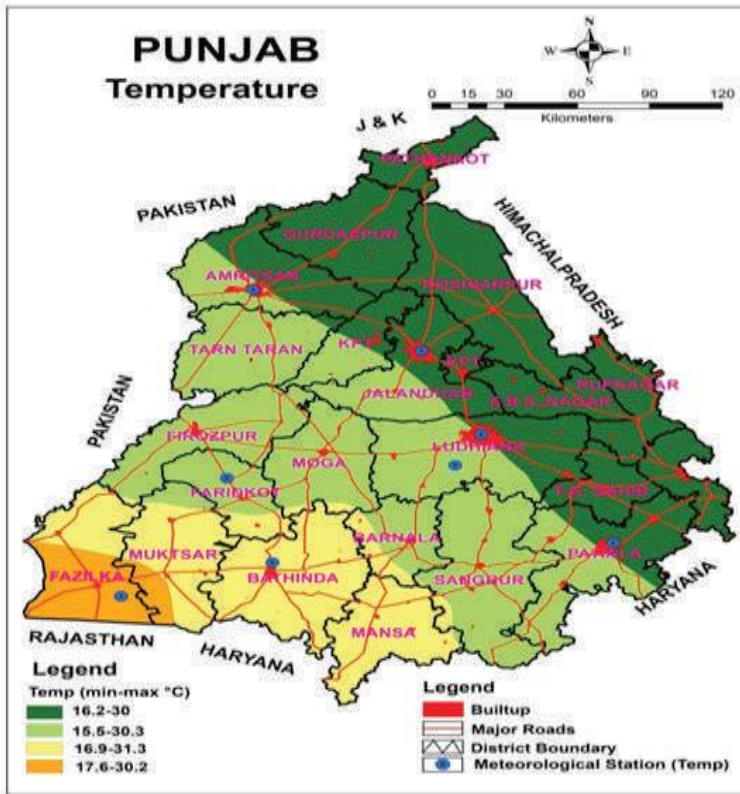 PUNJAB
Temperature
N
W E
S
0 15 30 60 90 120
Kilometers
J & K
PATHANKOT
PAKISTAN
GURDASPUR
HIMACHALPRADESH
AMRITSAR
HOSHIARPUR
TARN TARAN
KPT
KPT
RUPNAGAR
JALANDHAR
S.B.S. NAGAR
PAKISTAN
FIROZPUR
LUDHIANA
MOGA
FARIDKOT
F.G. SAHIB
BARNALA
PATIALA
MUKTSAR
FAZILKA
BATHINDA
SANGRUR
HARYANA
MANSA
RAJASTHAN
HARYANA
Legend
Temp (min-max °C)
16.2-30
15.5-30.3
16.9-31.3
17.6-30.2
Legend
Builtup
Major Roads
District Boundary
Meteorological Station (Temp)